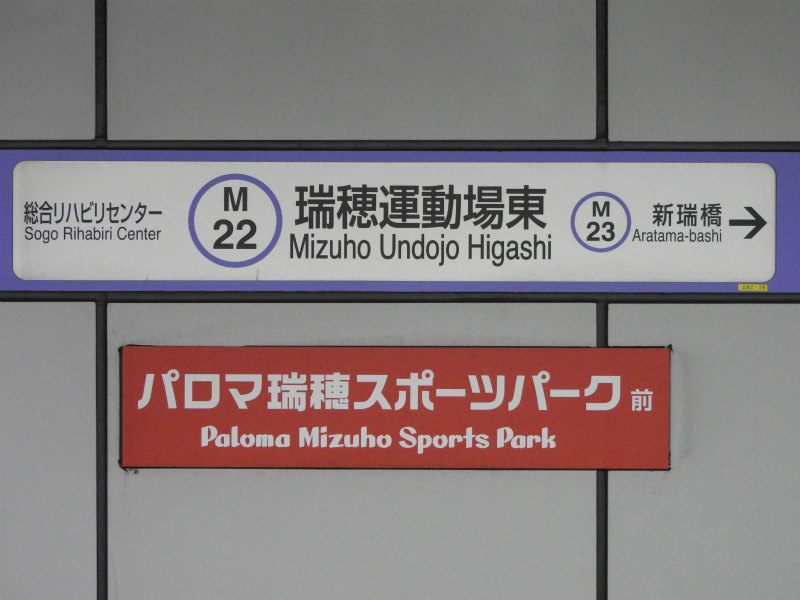 総合リハビリセンター
Sogo Rihabiri Center
M
22
瑞穂運動場東
Mizuho Undojo Higashi
M
23
新瑞橋
Aratama-bashi
パロマ瑞穂スポーツパーク前
Paloma Mizuho Sports Park